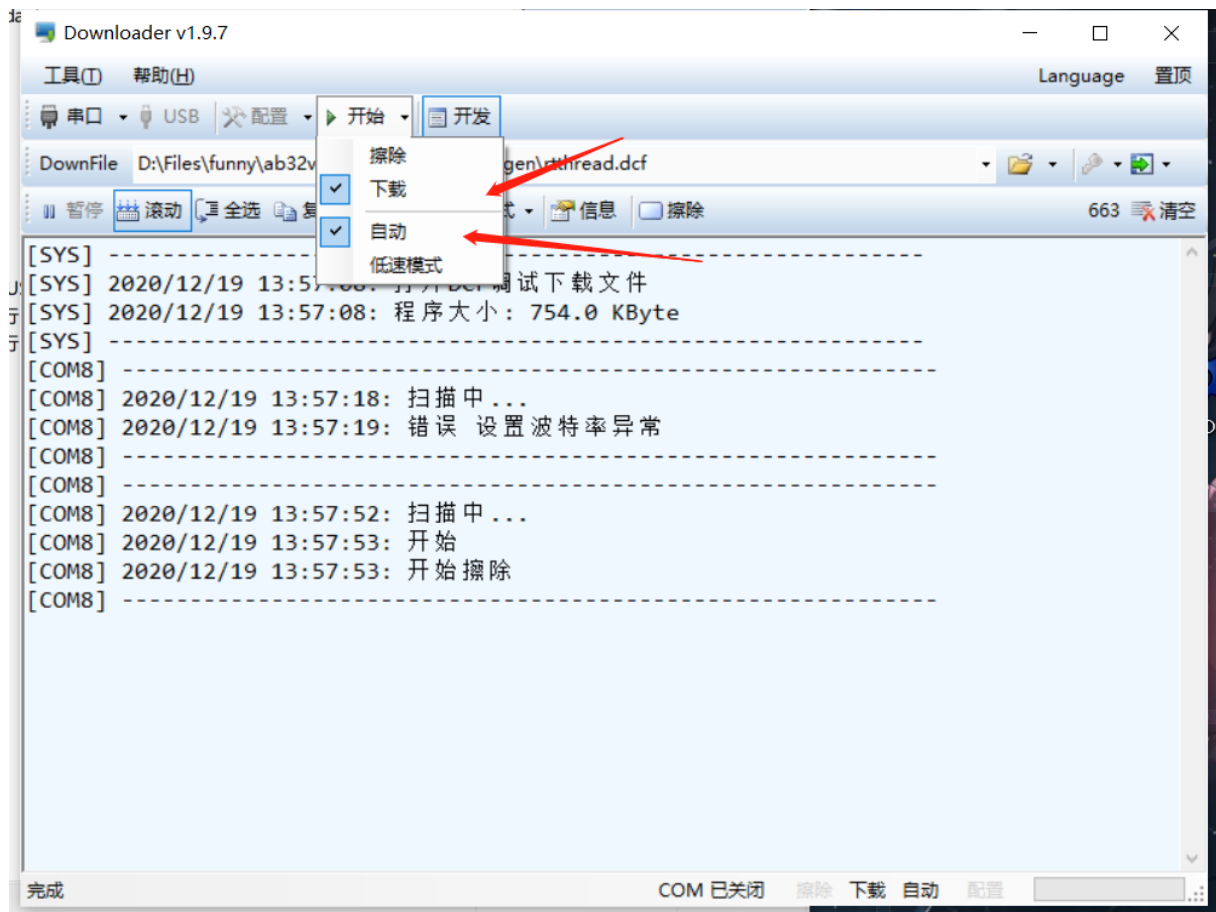 Downloader v1.9.7
工具(T) 帮助(H) Language 置顶
串口 USB 配置 开始 开发
DownFile D:\Files\funny\ab32v gen\rtthread.dcf
擦除
下载
自动
低速模式
暂停 滚动 全选 信息 擦除 663 清空
[SYS] ------------------------------------------------------------
[SYS] 2020/12/19 13:57:08: 打开DCF调试下载文件
[SYS] 2020/12/19 13:57:08: 程序大小: 754.0 KByte
[SYS] ------------------------------------------------------------
[COM8] ------------------------------------------------------------
[COM8] 2020/12/19 13:57:18: 扫描中...
[COM8] 2020/12/19 13:57:19: 错误 设置波特率异常
[COM8] ------------------------------------------------------------
[COM8] ------------------------------------------------------------
[COM8] 2020/12/19 13:57:52: 扫描中...
[COM8] 2020/12/19 13:57:53: 开始
[COM8] 2020/12/19 13:57:53: 开始擦除
[COM8] ------------------------------------------------------------
完成 COM 已关闭 擦除 下载 自动 配置